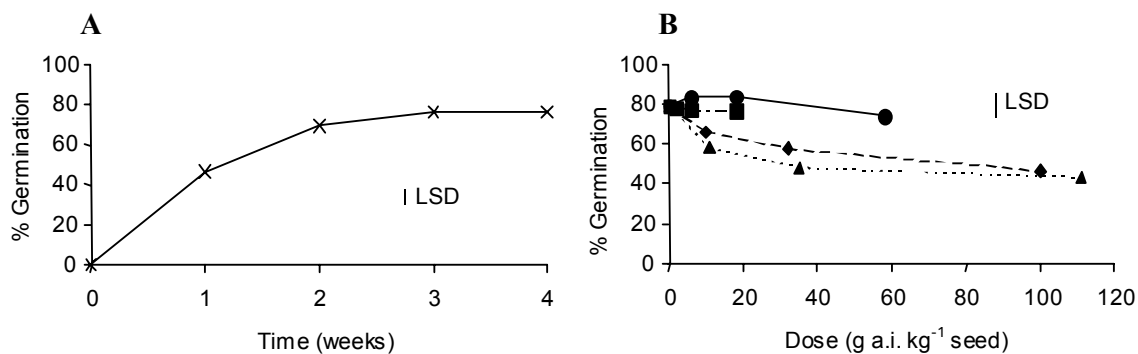 A
% Germination
100
80
60
40
20
0
LSD
0 1 2 3 4
Time (weeks)
B
% Germination
100
80
60
40
20
0
LSD
0 20 40 60 80 100 120
Dose (g a.i. kg⁻¹ seed)